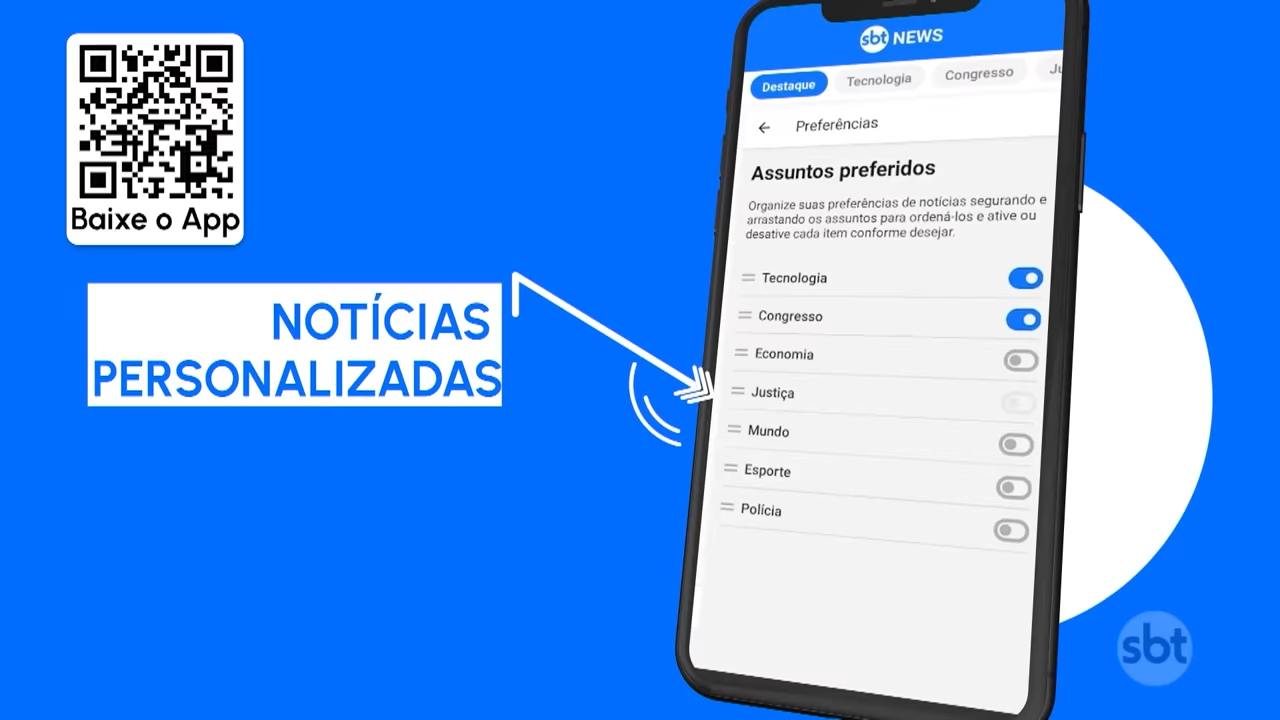 Baixe o App
NOTÍCIAS
PERSONALIZADAS
sbt NEWS
Destaque
Tecnologia
Congresso
Preferências
Assuntos preferidos
Organize suas preferências de notícias segurando e
arrastando os assuntos para ordená-los e ative ou
desative cada item conforme desejar.
Tecnologia
Congresso
Economia
Justiça
Mundo
Esporte
Polícia
sbt